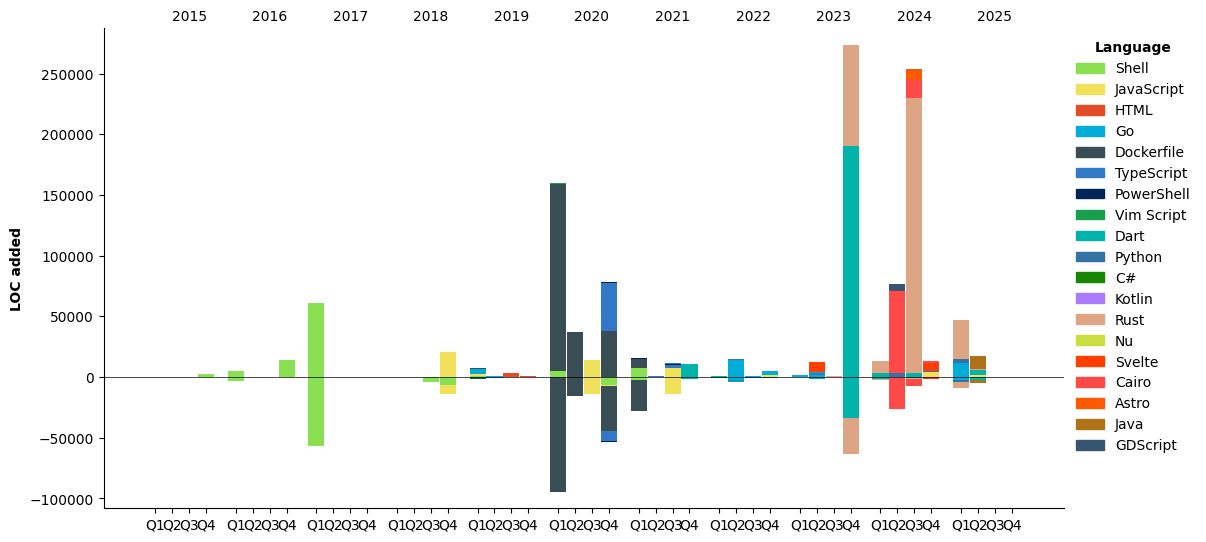 2015 2016 2017 2018 2019 2020 2021 2022 2023 2024 2025
LOC added
250000
200000
150000
100000
50000
0
−50000
−100000
Q1Q2Q3Q4 Q1Q2Q3Q4 Q1Q2Q3Q4 Q1Q2Q3Q4 Q1Q2Q3Q4 Q1Q2Q3Q4 Q1Q2Q3Q4 Q1Q2Q3Q4 Q1Q2Q3Q4 Q1Q2Q3Q4 Q1Q2Q3Q4
Language
Shell
JavaScript
HTML
Go
Dockerfile
TypeScript
PowerShell
Vim Script
Dart
Python
C#
Kotlin
Rust
Nu
Svelte
Cairo
Astro
Java
GDScript